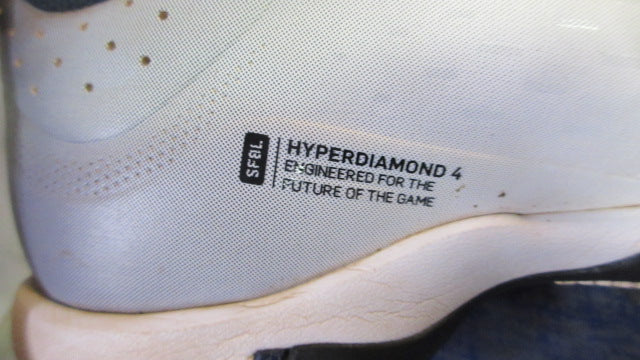 SFBL
HYPERDIAMOND 4
ENGINEERED FOR THE
FUTURE OF THE GAME